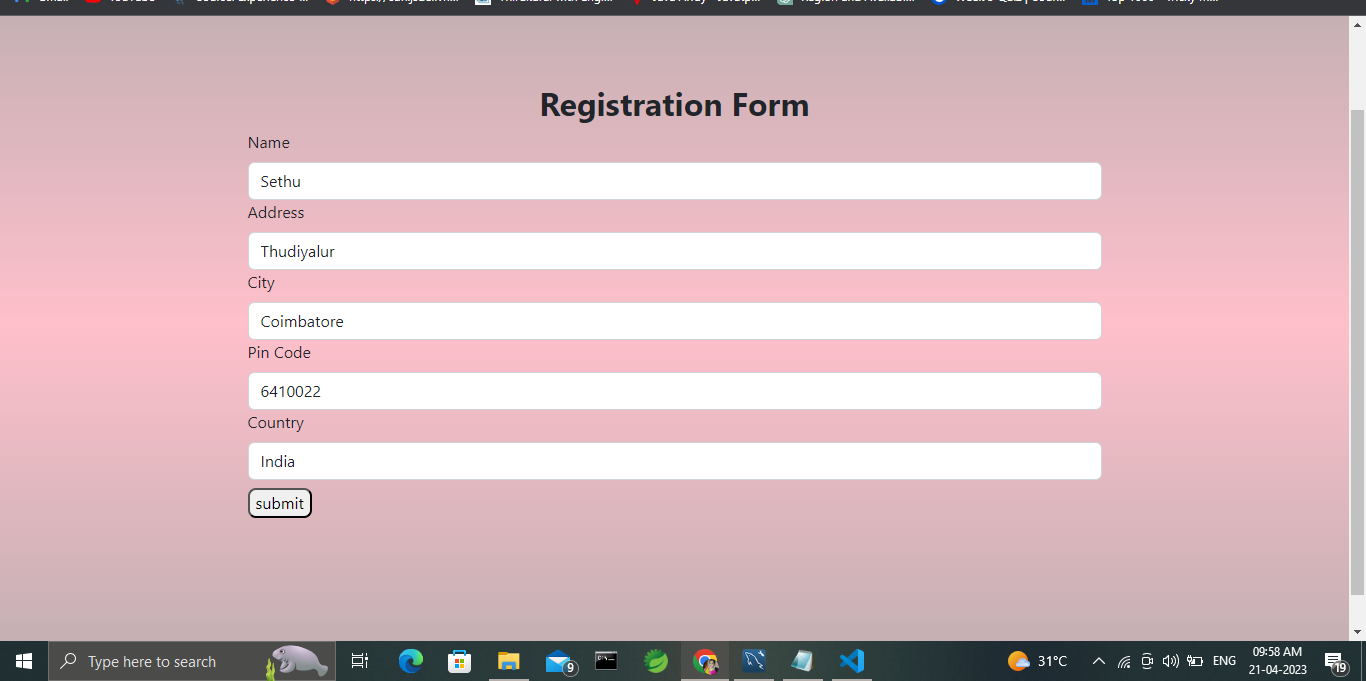 Registration Form
Name
Sethu
Address
Thudiyalur
City
Coimbatore
Pin Code
6410022
Country
India
submit
Type here to search
9
31°C
ENG
09:58 AM
21-04-2023
19